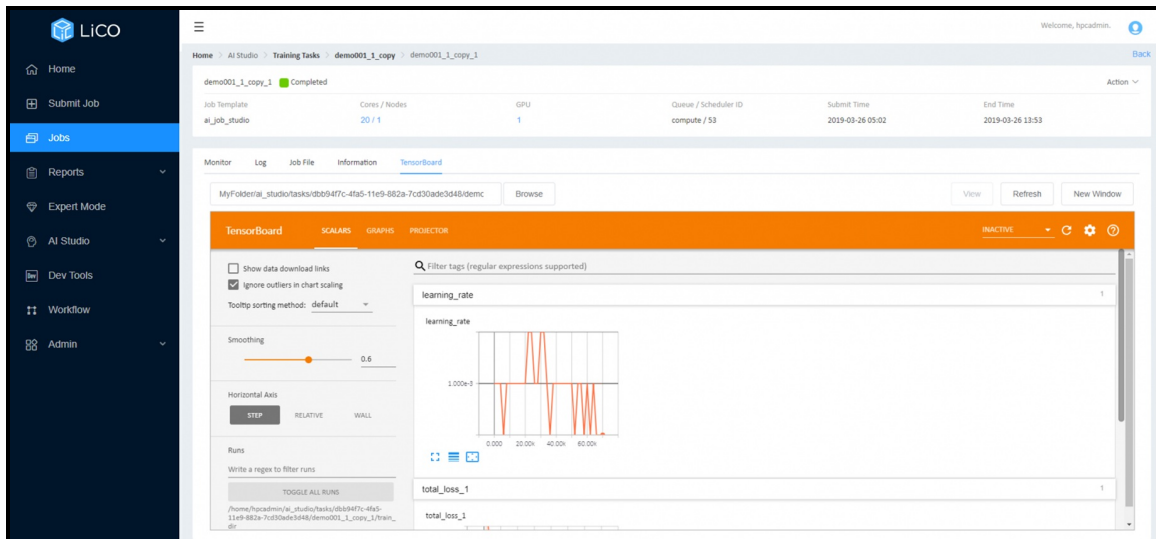 LiCO
Welcome, hpcadmin.
Home > AI Studio > Training Tasks > demo001_1_copy > demo001_1_copy_1
Back
Home
Submit Job
Jobs
Reports
Expert Mode
AI Studio
Dev Tools
Workflow
Admin
demo001_1_copy_1 Completed
Action
Job Template Cores / Nodes GPU Queue / Scheduler ID Submit Time End Time
ai_job_studio 20 / 1 1 compute / 53 2019-03-26 05:02 2019-03-26 13:53
Monitor Log Job File Information TensorBoard
MyFolder/ai_studio/tasks/dbb94f7c-4fa5-11e9-882a-7cd30ade3d48/demc Browse View Refresh New Window
TensorBoard SCALARS GRAPHS PROJECTOR INACTIVE
Show data download links
Ignore outliers in chart scaling
Tooltip sorting method: default
Smoothing
0.6
Horizontal Axis
STEP RELATIVE WALL
Runs
Write a regex to filter runs
TOGGLE ALL RUNS
/home/hpcadmin/ai_studio/tasks/dbb94f7c-4fa5-
11e9-882a-7cd30ade3d48/demo001_1_copy_1/train_
dir
Filter tags (regular expressions supported)
learning_rate 1
learning_rate
1.000e-3
0.000 20.00k 40.00k 60.00k
total_loss_1 1
total_loss_1